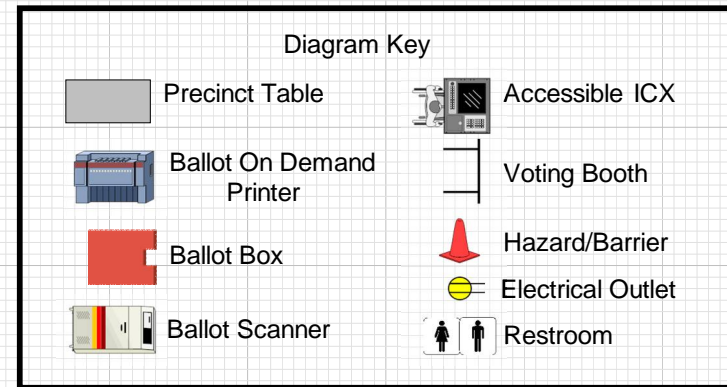 Diagram Key
Precinct Table
Ballot On Demand
Printer
Ballot Box
Ballot Scanner
Accessible ICX
Voting Booth
Hazard/Barrier
Electrical Outlet
Restroom